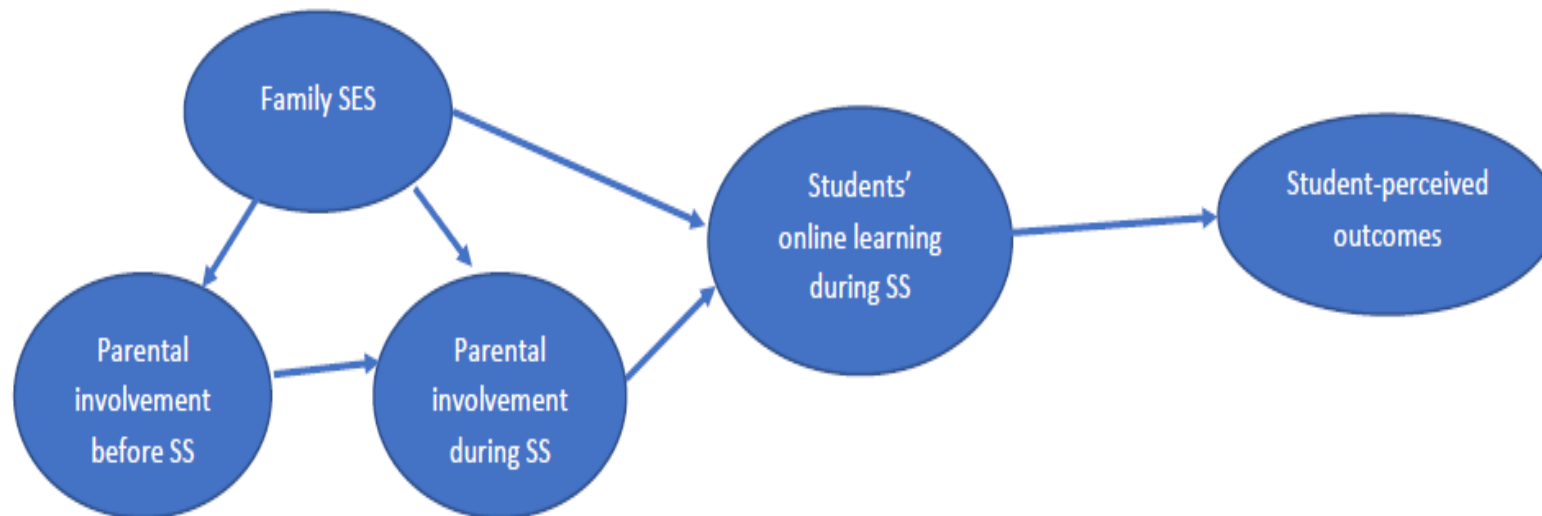 Family SES
Students'
online learning
during SS
Student-perceived
outcomes
Parental
involvement
before SS
Parental
involvement
during SS